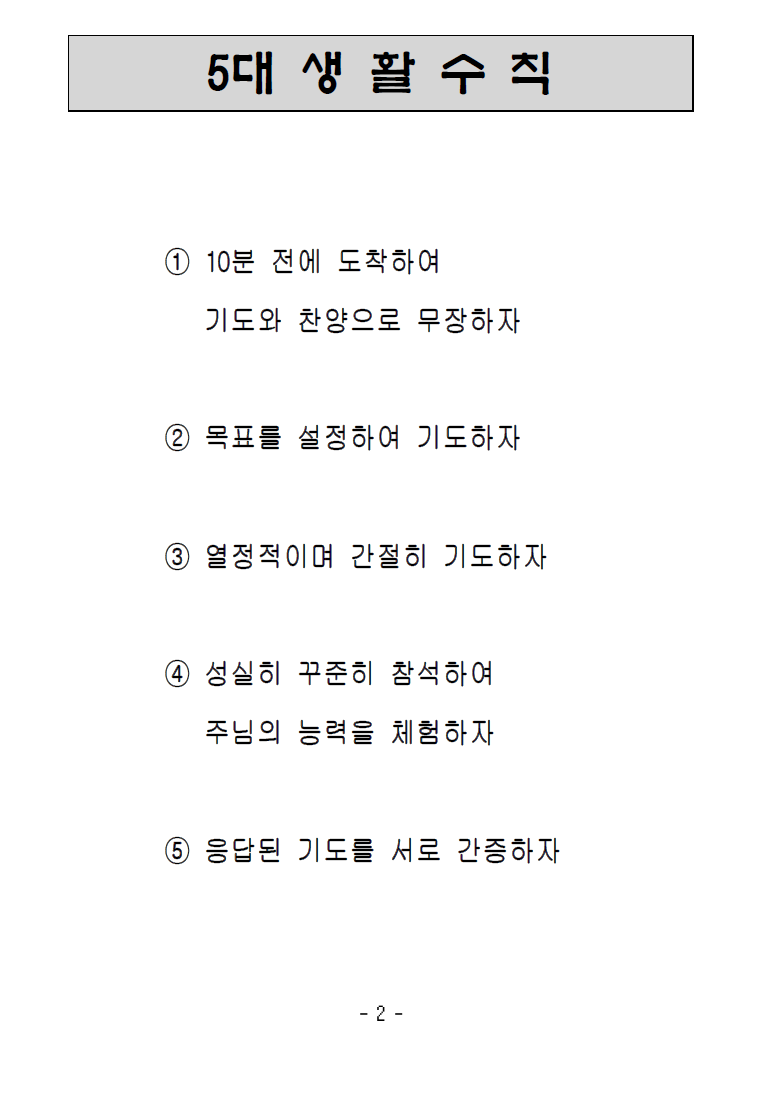 5대 생 활 수 칙
① 10분 전에 도착하여
기도와 찬양으로 무장하자
② 목표를 설정하여 기도하자
③ 열정적이며 간절히 기도하자
④ 성실히 꾸준히 참석하여
주님의 능력을 체험하자
⑤ 응답된 기도를 서로 간증하자
- 2 -